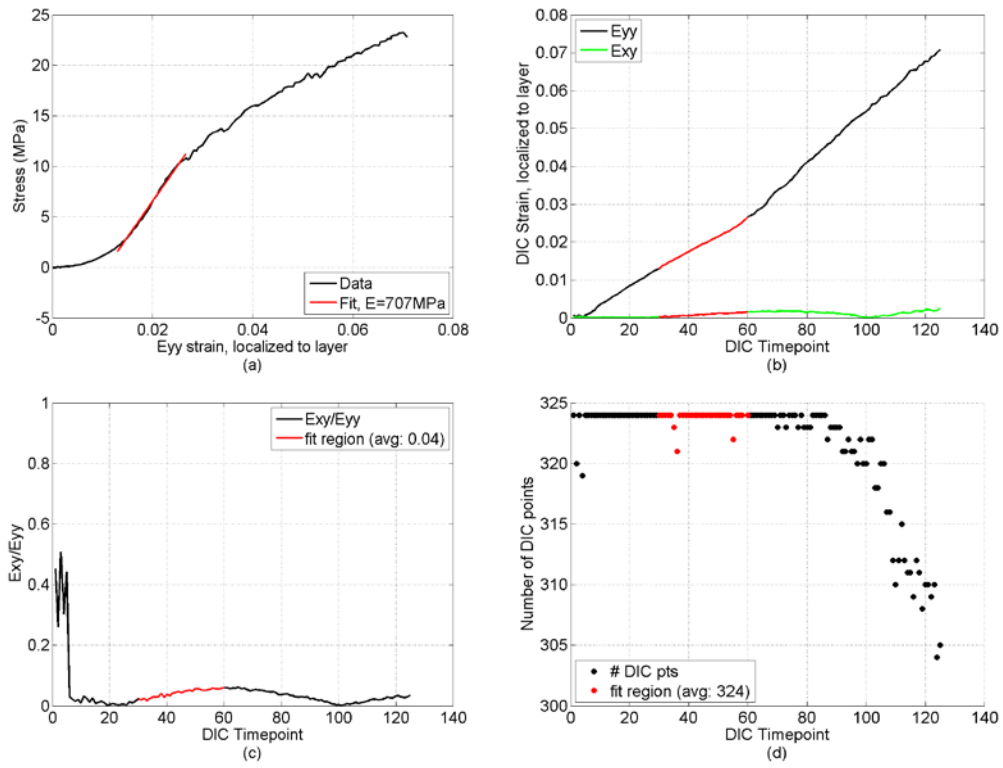 25
20
15
10
5
0
-5
Stress (MPa)
0
0.02
0.04
0.06
0.08
Eyy strain, localized to layer
Data
Fit, E=707MPa
(a)
0.08
0.07
0.06
0.05
0.04
0.03
0.02
0.01
0
DIC Strain, localized to layer
Eyy
Exy
0
20
40
60
80
100
120
140
DIC Timepoint
(b)
1
0.8
0.6
0.4
0.2
0
Exy/Eyy
Exy/Eyy
fit region (avg: 0.04)
0
20
40
60
80
100
120
140
DIC Timepoint
(c)
325
320
315
310
305
300
Number of DIC points
# DIC pts
fit region (avg: 324)
0
20
40
60
80
100
120
140
DIC Timepoint
(d)